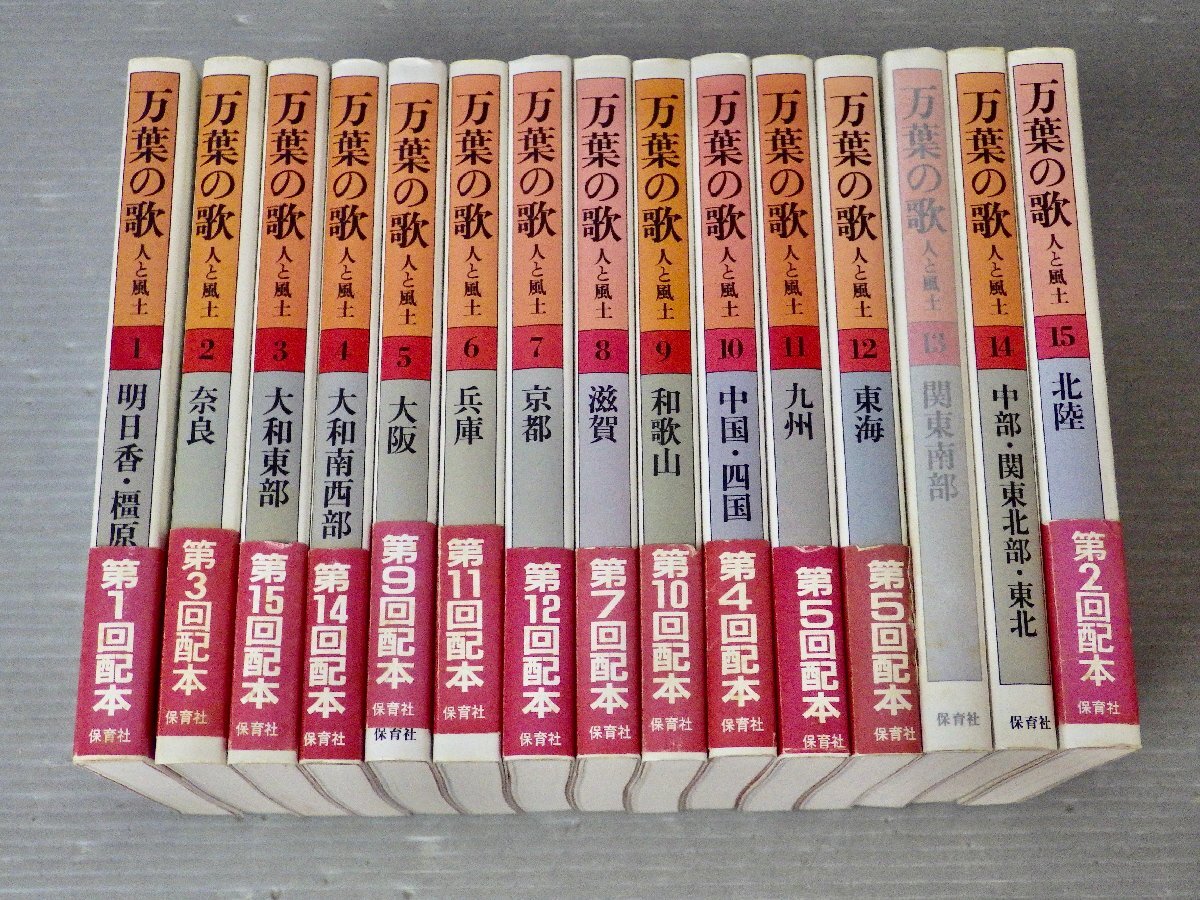 万葉の歌 人と風土 1 明日香・橿原 第1回配本 保育社
万葉の歌 人と風土 2 奈良 第3回配本 保育社
万葉の歌 人と風土 3 大和東部 第15回配本 保育社
万葉の歌 人と風土 4 大和南西部 第14回配本 保育社
万葉の歌 人と風土 5 大阪 第9回配本 保育社
万葉の歌 人と風土 6 兵庫 第11回配本 保育社
万葉の歌 人と風土 7 京都 第12回配本 保育社
万葉の歌 人と風土 8 滋賀 第7回配本 保育社
万葉の歌 人と風土 9 和歌山 第10回配本 保育社
万葉の歌 人と風土 10 中国・四国 第4回配本 保育社
万葉の歌 人と風土 11 九州 第5回配本 保育社
万葉の歌 人と風土 12 東海 第5回配本 保育社
万葉の歌 人と風土 13 関東南部 保育社
万葉の歌 人と風土 14 中部・関東北部・東北 保育社
万葉の歌 人と風土 15 北陸 第2回配本 保育社